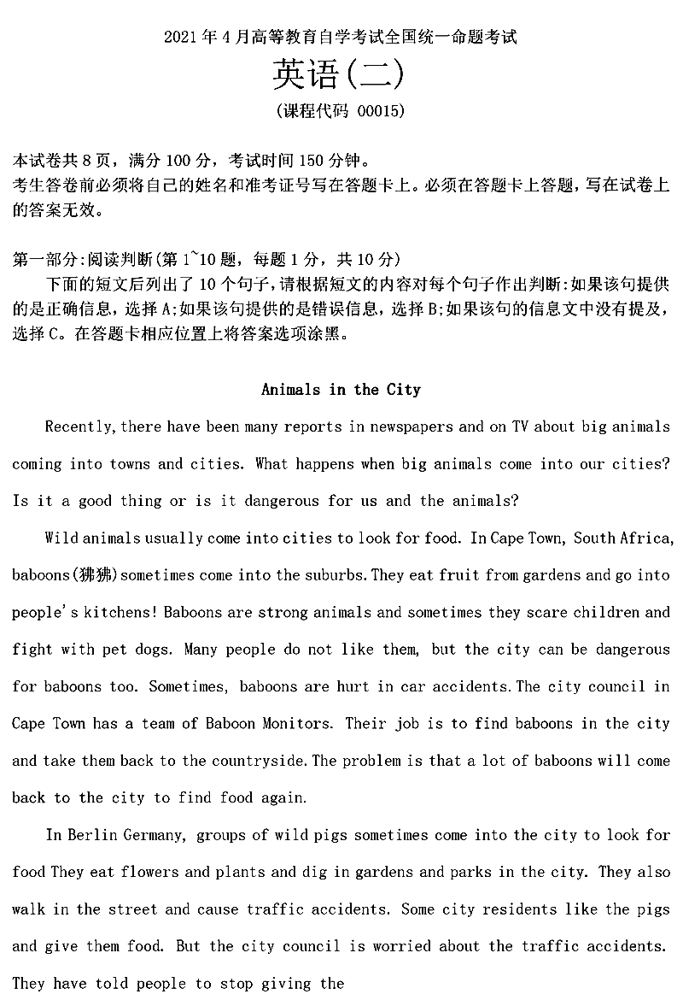 2021 年 4 月高等教育自学考试全国统一命题考试
英语(二)
(课程代码 00015)
本试卷共 8 页，满分 100 分，考试时间 150 分钟。
考生答卷前必须将自己的姓名和准考证号写在答题卡上。必须在答题卡上答题，写在试卷上
的答案无效。
第一部分:阅读判断(第 1~10 题，每题 1 分，共 10 分)
下面的短文后列出了 10 个句子,请根据短文的内容对每个句子作出判断:如果该句提供
的是正确信息，选择 A;如果该句提供的是错误信息，选择 B;如果该句的信息文中没有提及，
选择 C。在答题卡相应位置上将答案选项涂黑。
Animals in the City
Recently, there have been many reports in newspapers and on TV about big animals
coming into towns and cities. What happens when big animals come into our cities?
Is it a good thing or is it dangerous for us and the animals?
Wild animals usually come into cities to look for food. In Cape Town, South Africa,
baboons(狒狒)sometimes come into the suburbs. They eat fruit from gardens and go into
people's kitchens! Baboons are strong animals and sometimes they scare children and
fight with pet dogs. Many people do not like them, but the city can be dangerous
for baboons too. Sometimes, baboons are hurt in car accidents. The city council in
Cape Town has a team of Baboon Monitors. Their job is to find baboons in the city
and take them back to the countryside. The problem is that a lot of baboons will come
back to the city to find food again.
In Berlin Germany, groups of wild pigs sometimes come into the city to look for
food They eat flowers and plants and dig in gardens and parks in the city. They also
walk in the street and cause traffic accidents. Some city residents like the pigs
and give them food. But the city council is worried about the traffic accidents.
They have told people to stop giving the